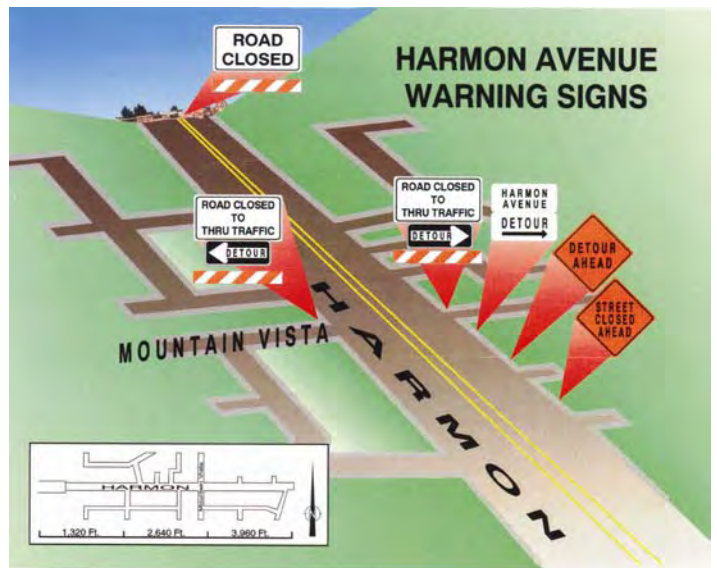 HARMON AVENUE
WARNING SIGNS
ROAD
CLOSED
ROAD CLOSED
TO
THRU TRAFFIC
DETOUR
ROAD CLOSED
TO
THRU TRAFFIC
DETOUR
HARMON
AVENUE
DETOUR
DETOUR
AHEAD
STREET
CLOSED
AHEAD
MOUNTAIN VISTA
HARMON
HARMON
N
1,320 Ft.
2,640 Ft.
3,960 Ft.